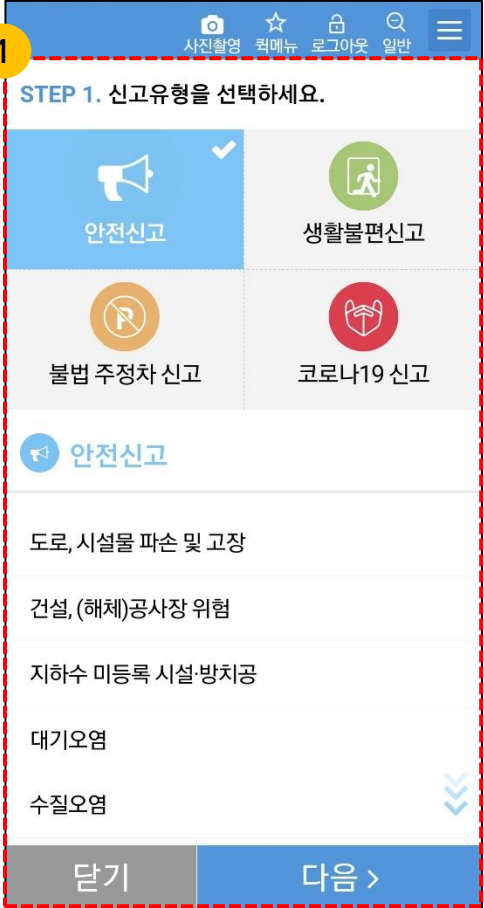 사진촬영 퀵메뉴 로그아웃 일반
1
STEP 1. 신고유형을 선택하세요.
안전신고
생활불편신고
P
불법 주정차 신고
코로나19 신고
안전신고
도로, 시설물 파손 및 고장
건설, (해체)공사장 위험
지하수 미등록 시설·방치공
대기오염
수질오염
닫기
다음 >